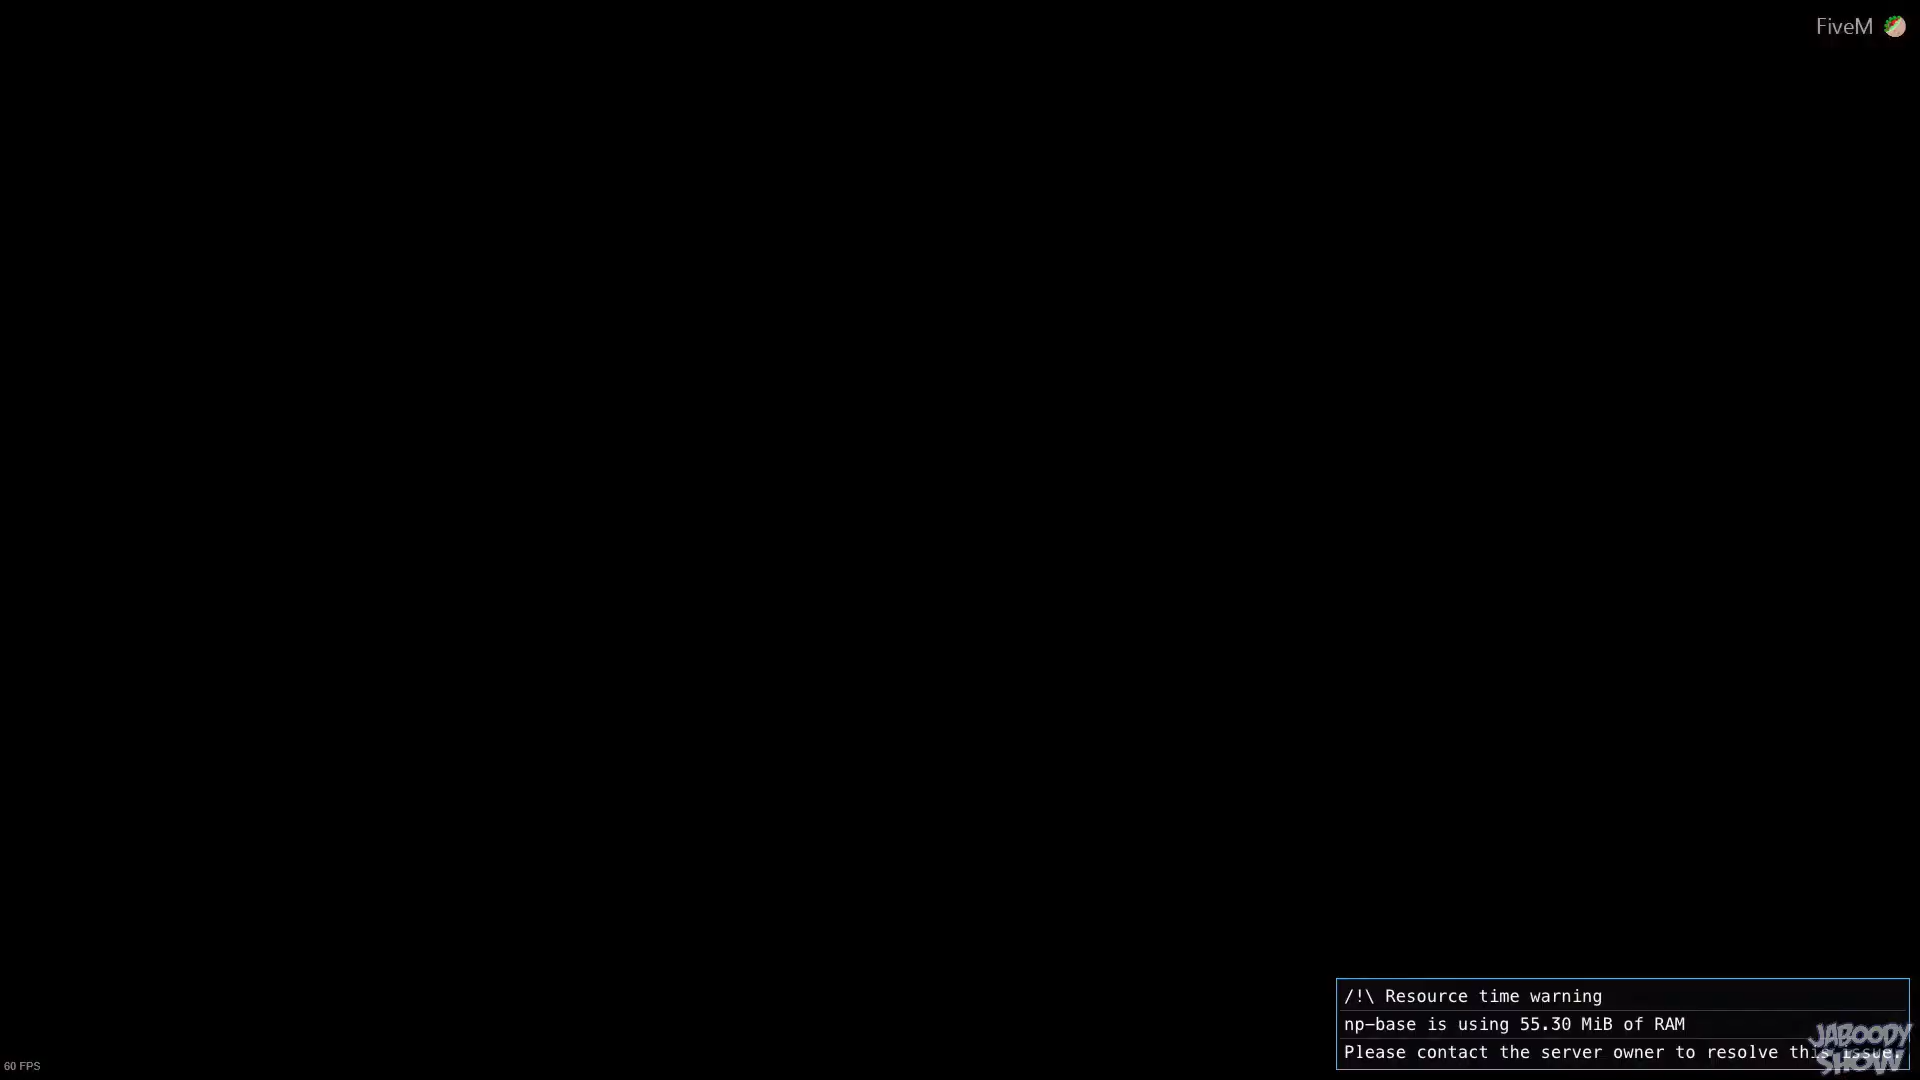 FiveM
/!\ Resource time warning
np-base is using 55.30 MiB of RAM
Please contact the server owner to resolve this issue.
JABOODY
SHOW
60 FPS